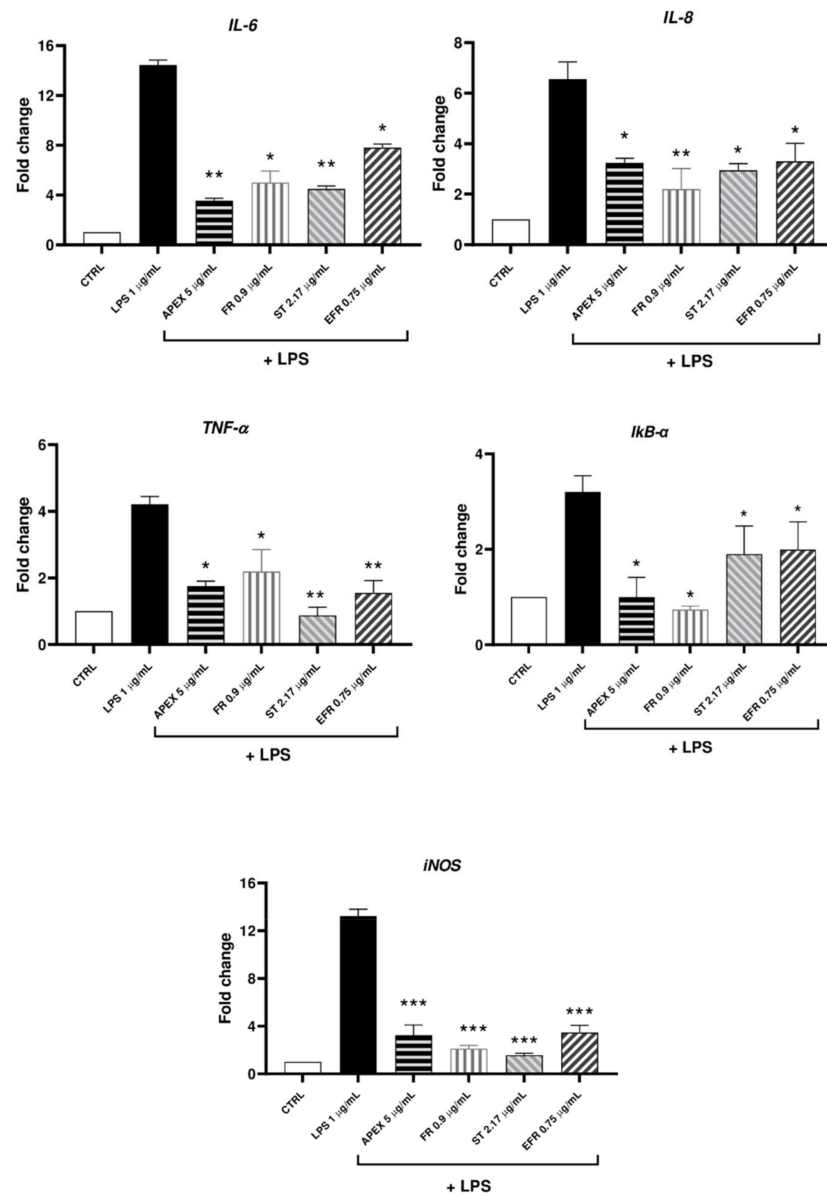 IL-6
Fold change
16
12
8
4
0
**
*
**
*
CTRL
LPS 1 µg/mL
APEX 5 µg/mL
FR 0.9 µg/mL
ST 2.17 µg/mL
EFR 0.75 µg/mL
+ LPS
IL-8
Fold change
8
6
4
2
0
*
**
*
*
CTRL
LPS 1 µg/mL
APEX 5 µg/mL
FR 0.9 µg/mL
ST 2.17 µg/mL
EFR 0.75 µg/mL
+ LPS
TNF-α
Fold change
6
4
2
0
*
*
**
**
CTRL
LPS 1 µg/mL
APEX 5 µg/mL
FR 0.9 µg/mL
ST 2.17 µg/mL
EFR 0.75 µg/mL
+ LPS
IkB-α
Fold change
4
2
0
*
*
*
*
CTRL
LPS 1 µg/mL
APEX 5 µg/mL
FR 0.9 µg/mL
ST 2.17 µg/mL
EFR 0.75 µg/mL
+ LPS
iNOS
Fold change
16
12
8
4
0
***
***
***
***
CTRL
LPS 1 µg/mL
APEX 5 µg/mL
FR 0.9 µg/mL
ST 2.17 µg/mL
EFR 0.75 µg/mL
+ LPS